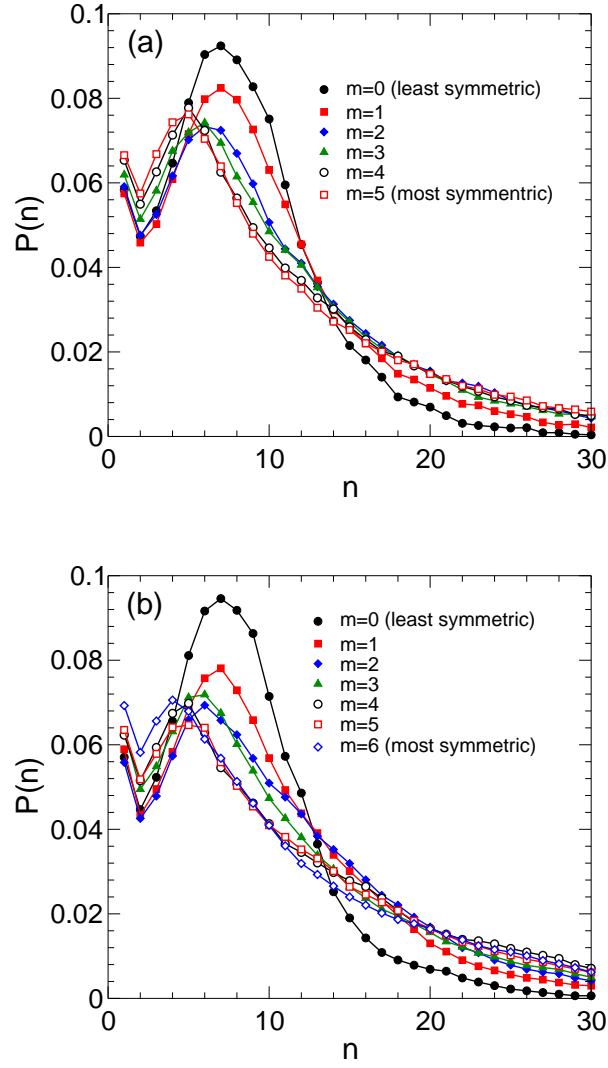 0.1
(a)
m=0 (least symmetric)
m=1
m=2
m=3
m=4
m=5 (most symmentric)
0.08
0.06
0.04
0.02
0
P(n)
0 10 20 30
n
0.1
(b)
m=0 (least symmetric)
m=1
m=2
m=3
m=4
m=5
m=6 (most symmetric)
0.08
0.06
0.04
0.02
0
P(n)
0 10 20 30
n